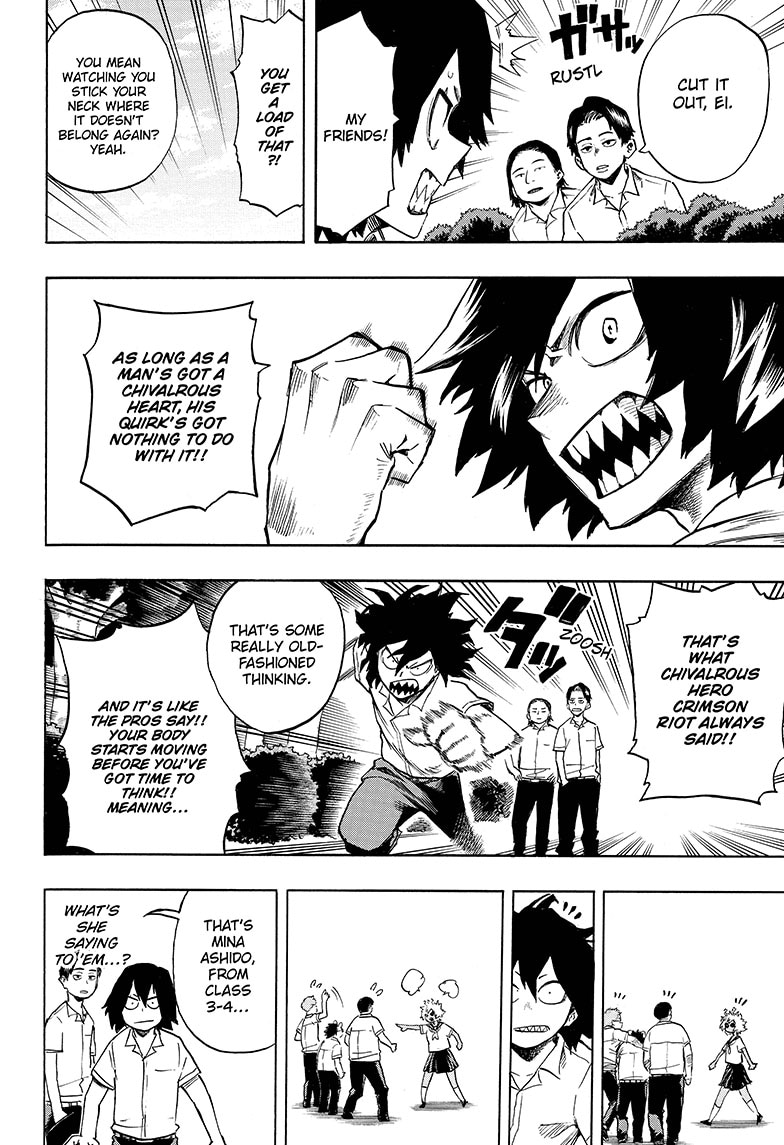 CUT IT
OUT, EI.
ガサッ
RUSTL
MY
FRIENDS!
YOU
GET
A
LOAD
OF
THAT
?!
YOU MEAN
WATCHING YOU
STICK YOUR
NECK WHERE
IT DOESN'T
BELONG AGAIN?
YEAH.
AS LONG AS A
MAN'S GOT A
CHIVALROUS
HEART, HIS
QUIRK'S GOT
NOTHING TO DO
WITH IT!!
THAT'S
WHAT
CHIVALROUS
HERO
CRIMSON
RIOT ALWAYS
SAID!!
ダッ
ZOOSH
THAT'S SOME
REALLY OLD-
FASHIONED
THINKING.
AND IT'S LIKE
THE PROS SAY!!
YOUR BODY
STARTS MOVING
BEFORE YOU'VE
GOT TIME TO
THINK!!
MEANING...
THAT'S
MINA
ASHIDO,
FROM
CLASS
3-4...
WHAT'S
SHE
SAYING
TO 'EM...?